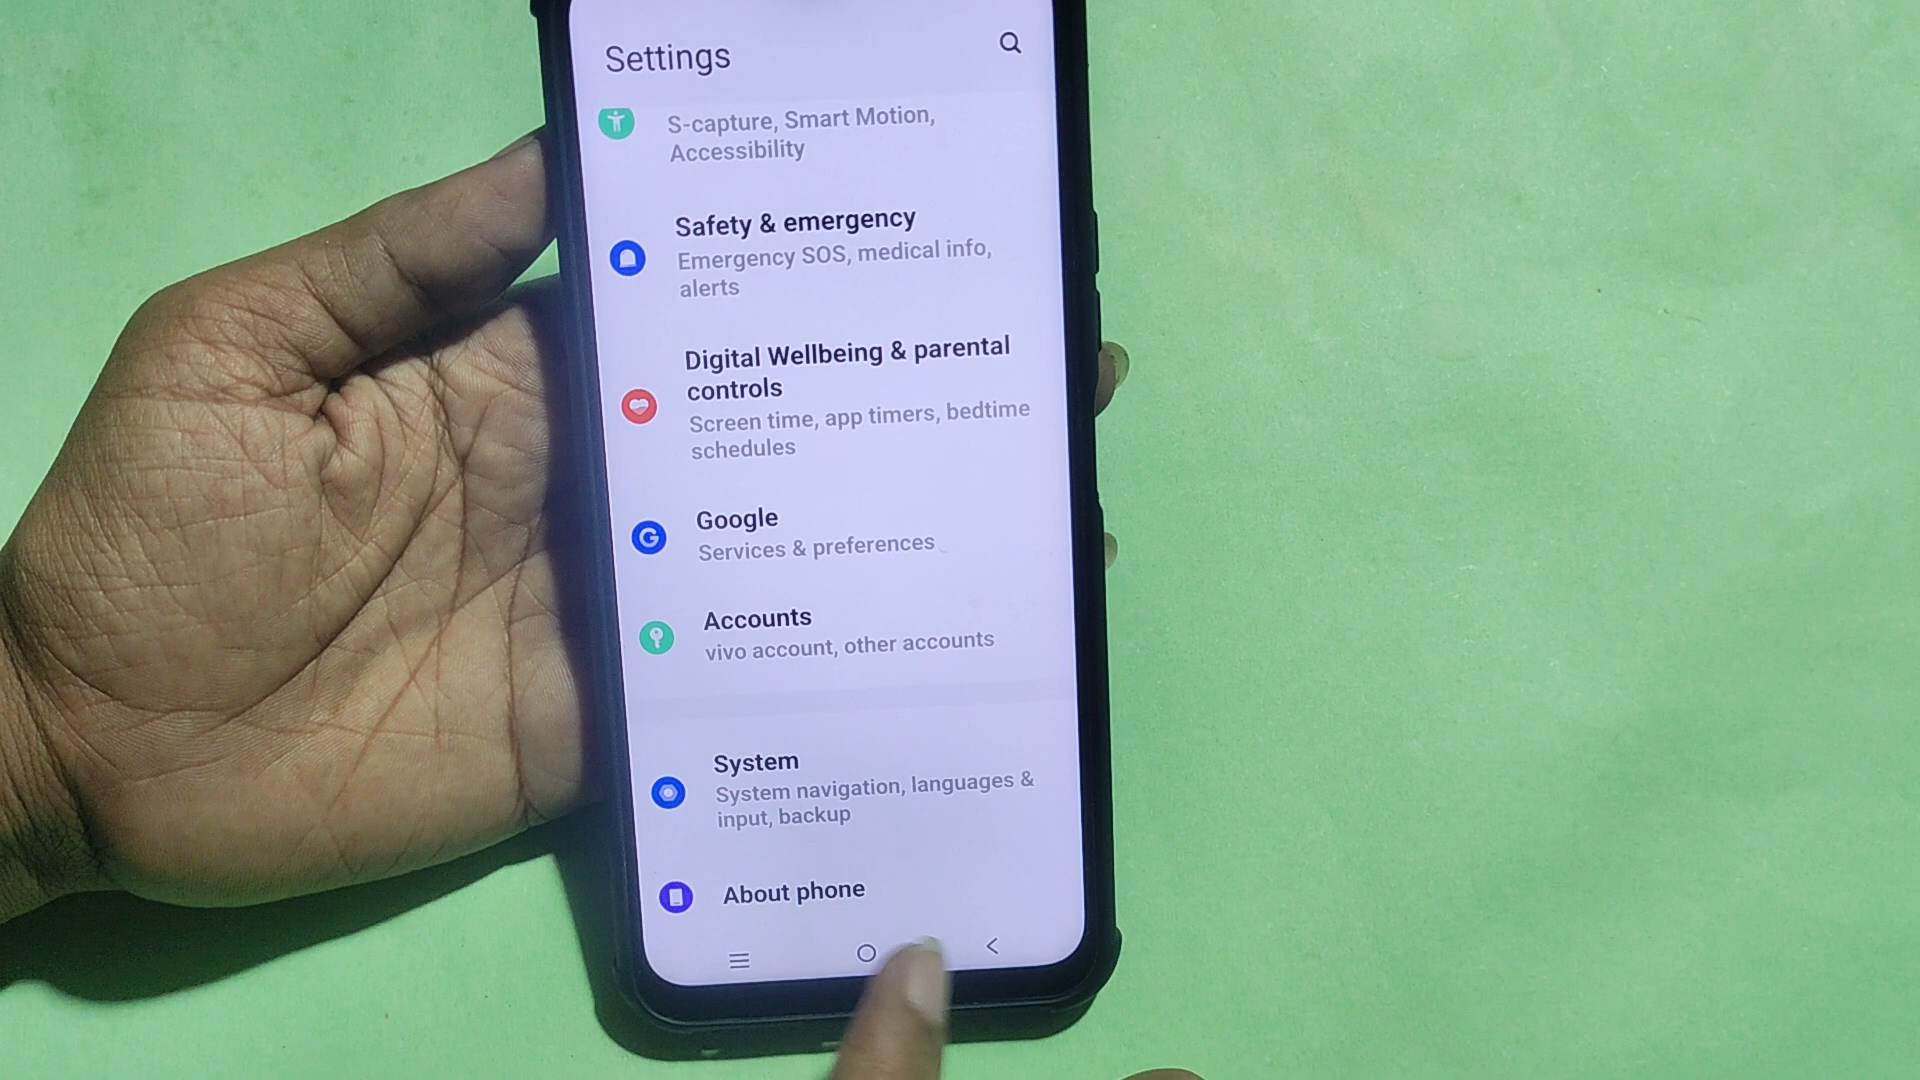 Settings
S-capture, Smart Motion,
Accessibility
Safety & emergency
Emergency SOS, medical info,
alerts
Digital Wellbeing & parental
controls
Screen time, app timers, bedtime
schedules
Google
Services & preferences
Accounts
vivo account, other accounts
System
System navigation, languages &
input, backup
About phone